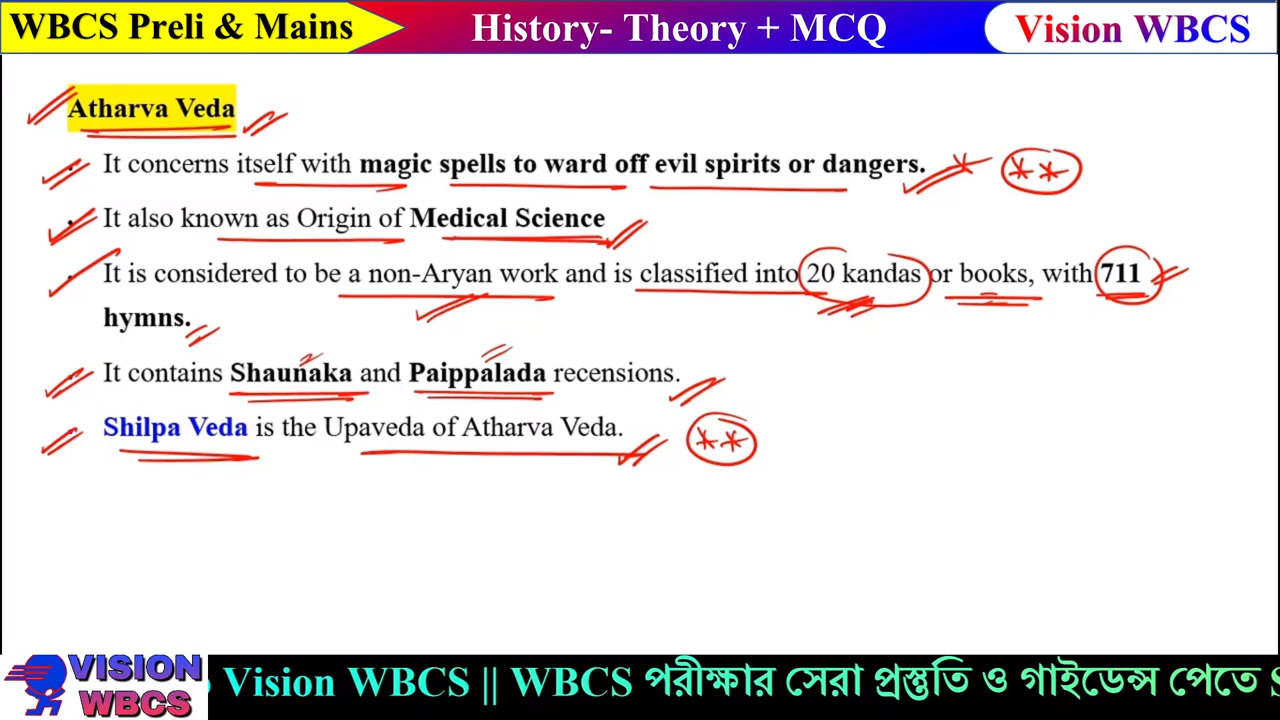 WBCS Preli & Mains
History- Theory + MCQ
Vision WBCS
Atharva Veda
It concerns itself with magic spells to ward off evil spirits or dangers.
It also known as Origin of Medical Science
It is considered to be a non-Aryan work and is classified into 20 kandas or books, with 711
hymns.
It contains Shaunaka and Paippalada recensions.
Shilpa Veda is the Upaveda of Atharva Veda.
VISION
WBCS
Vision WBCS || WBCS পরীক্ষার সেরা প্রস্তুতি ও গাইডেন্স পেতে